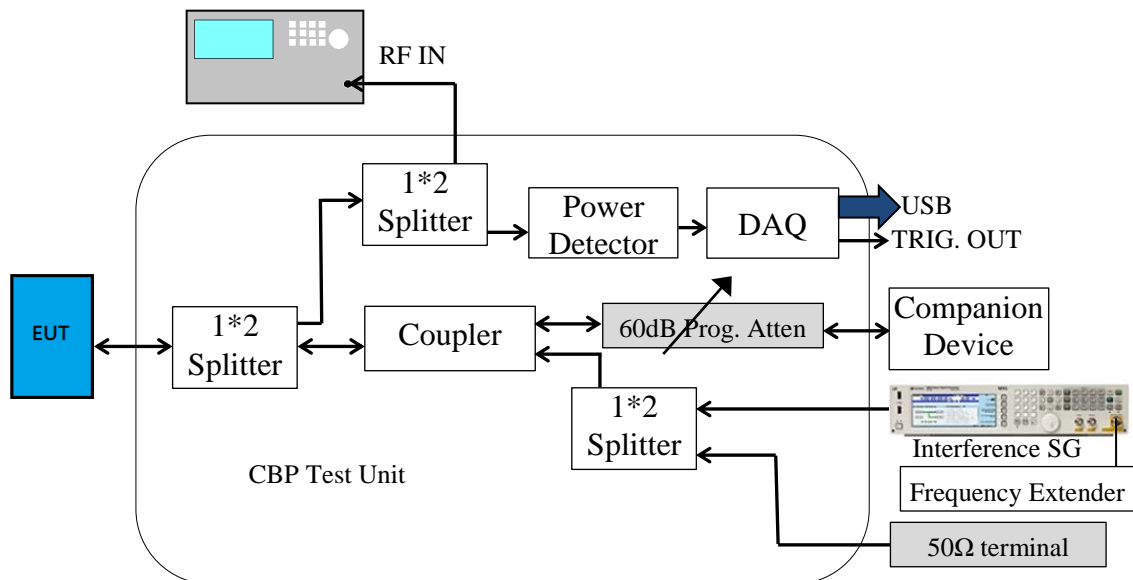 RF IN
1*2
Splitter
Power
Detector
DAQ
USB
TRIG. OUT
EUT
1*2
Splitter
Coupler
60dB Prog. Atten
Companion
Device
1*2
Splitter
Interference SG
CBP Test Unit
Frequency Extender
50Ω terminal